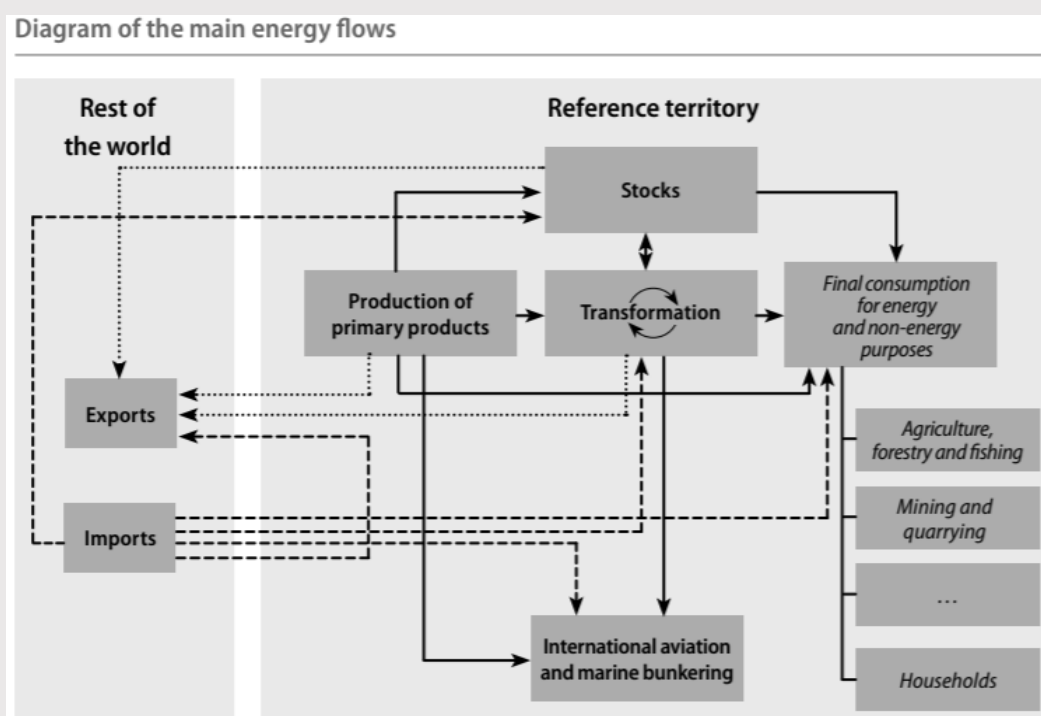 Diagram of the main energy flows
Rest of
the world
Reference territory
Stocks
Production of
primary products
Transformation
Final consumption
for energy
and non-energy
purposes
Exports
Agriculture,
forestry and fishing
Imports
Mining and
quarrying
...
International aviation
and marine bunkering
Households